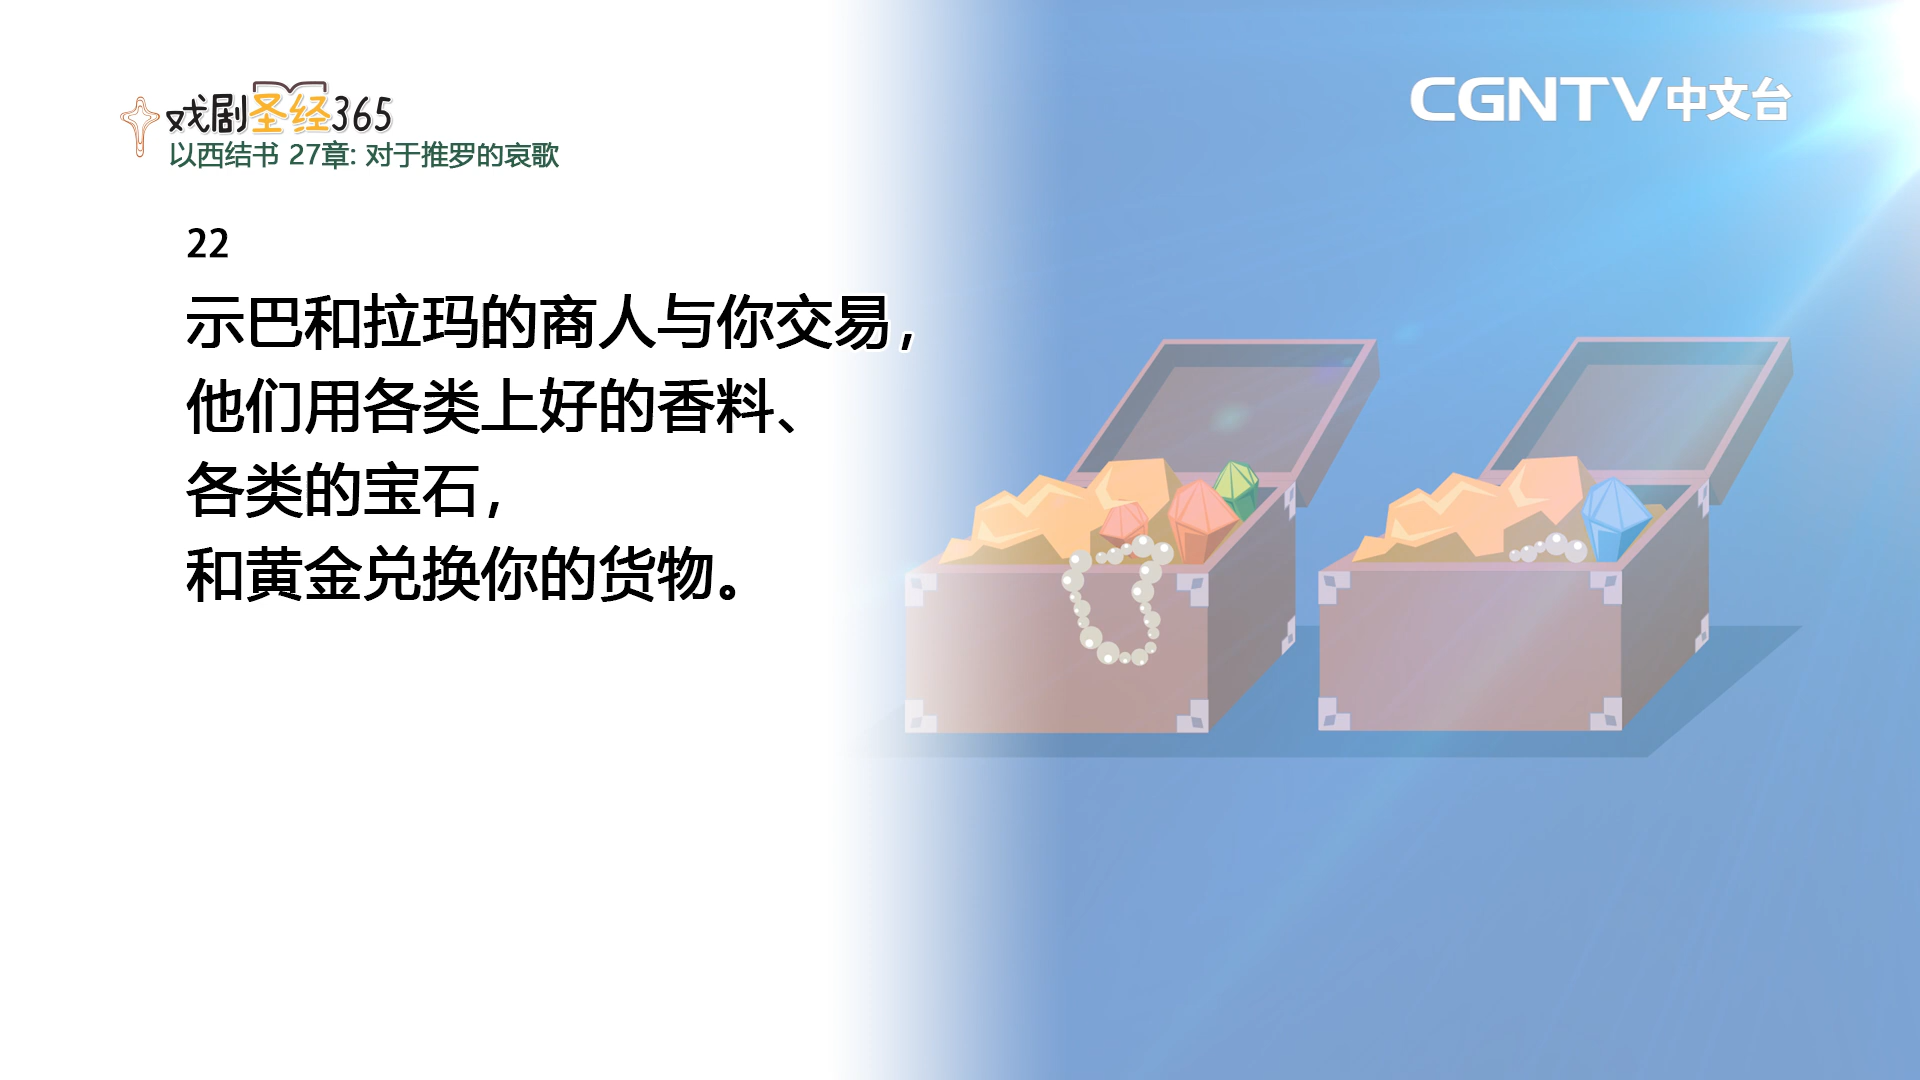 戏剧圣经365
CGNTV中文台
以西结书 27章: 对于推罗的哀歌
22
示巴和拉玛的商人与你交易，
他们用各类上好的香料、
各类的宝石，
和黄金兑换你的货物。